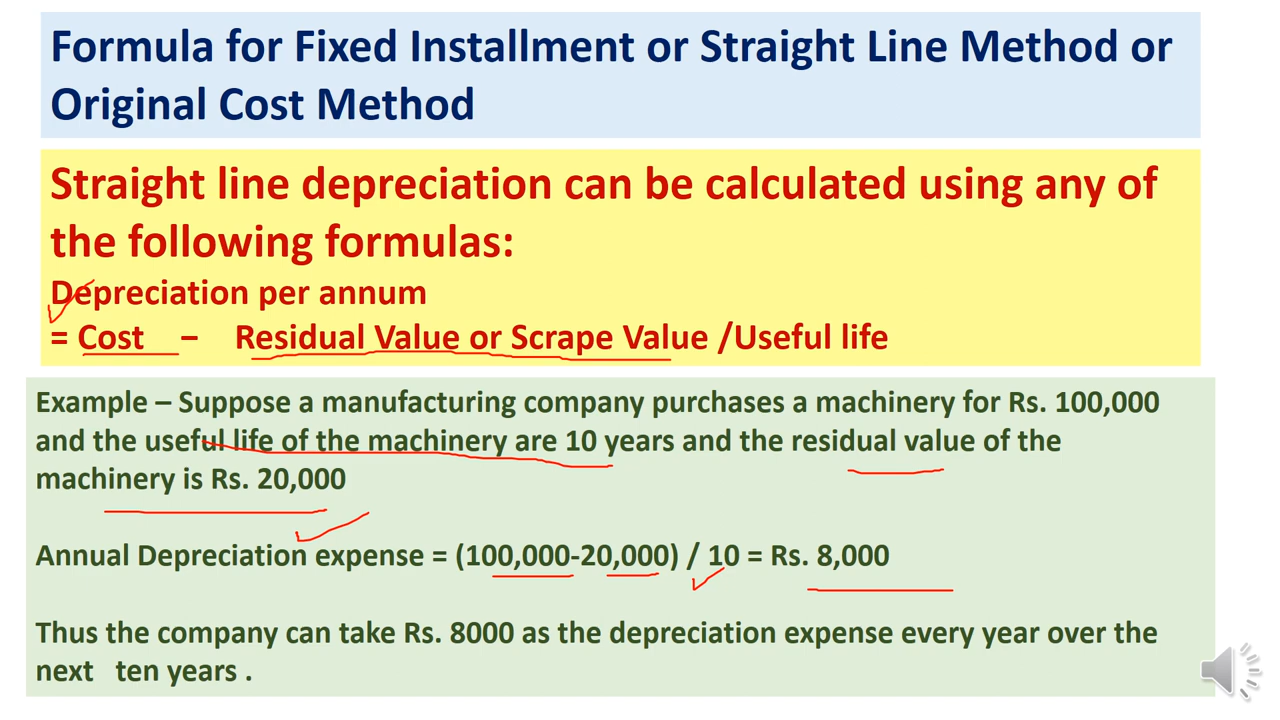 Formula for Fixed Installment or Straight Line Method or
Original Cost Method
Straight line depreciation can be calculated using any of
the following formulas:
Depreciation per annum
= Cost – Residual Value or Scrape Value /Useful life
Example – Suppose a manufacturing company purchases a machinery for Rs. 100,000
and the useful life of the machinery are 10 years and the residual value of the
machinery is Rs. 20,000
Annual Depreciation expense = (100,000-20,000) / 10 = Rs. 8,000
Thus the company can take Rs. 8000 as the depreciation expense every year over the
next ten years .